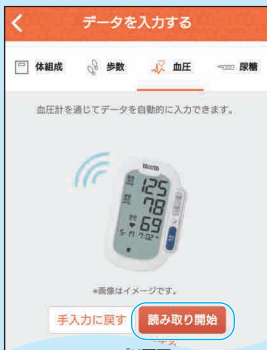 データを入力する
体組成
歩数
血圧
尿糖
血圧計を通じてデータを自動的に入力できます。
TANITA
125
78
69
*画像はイメージです。
手入力に戻す
読み取り開始